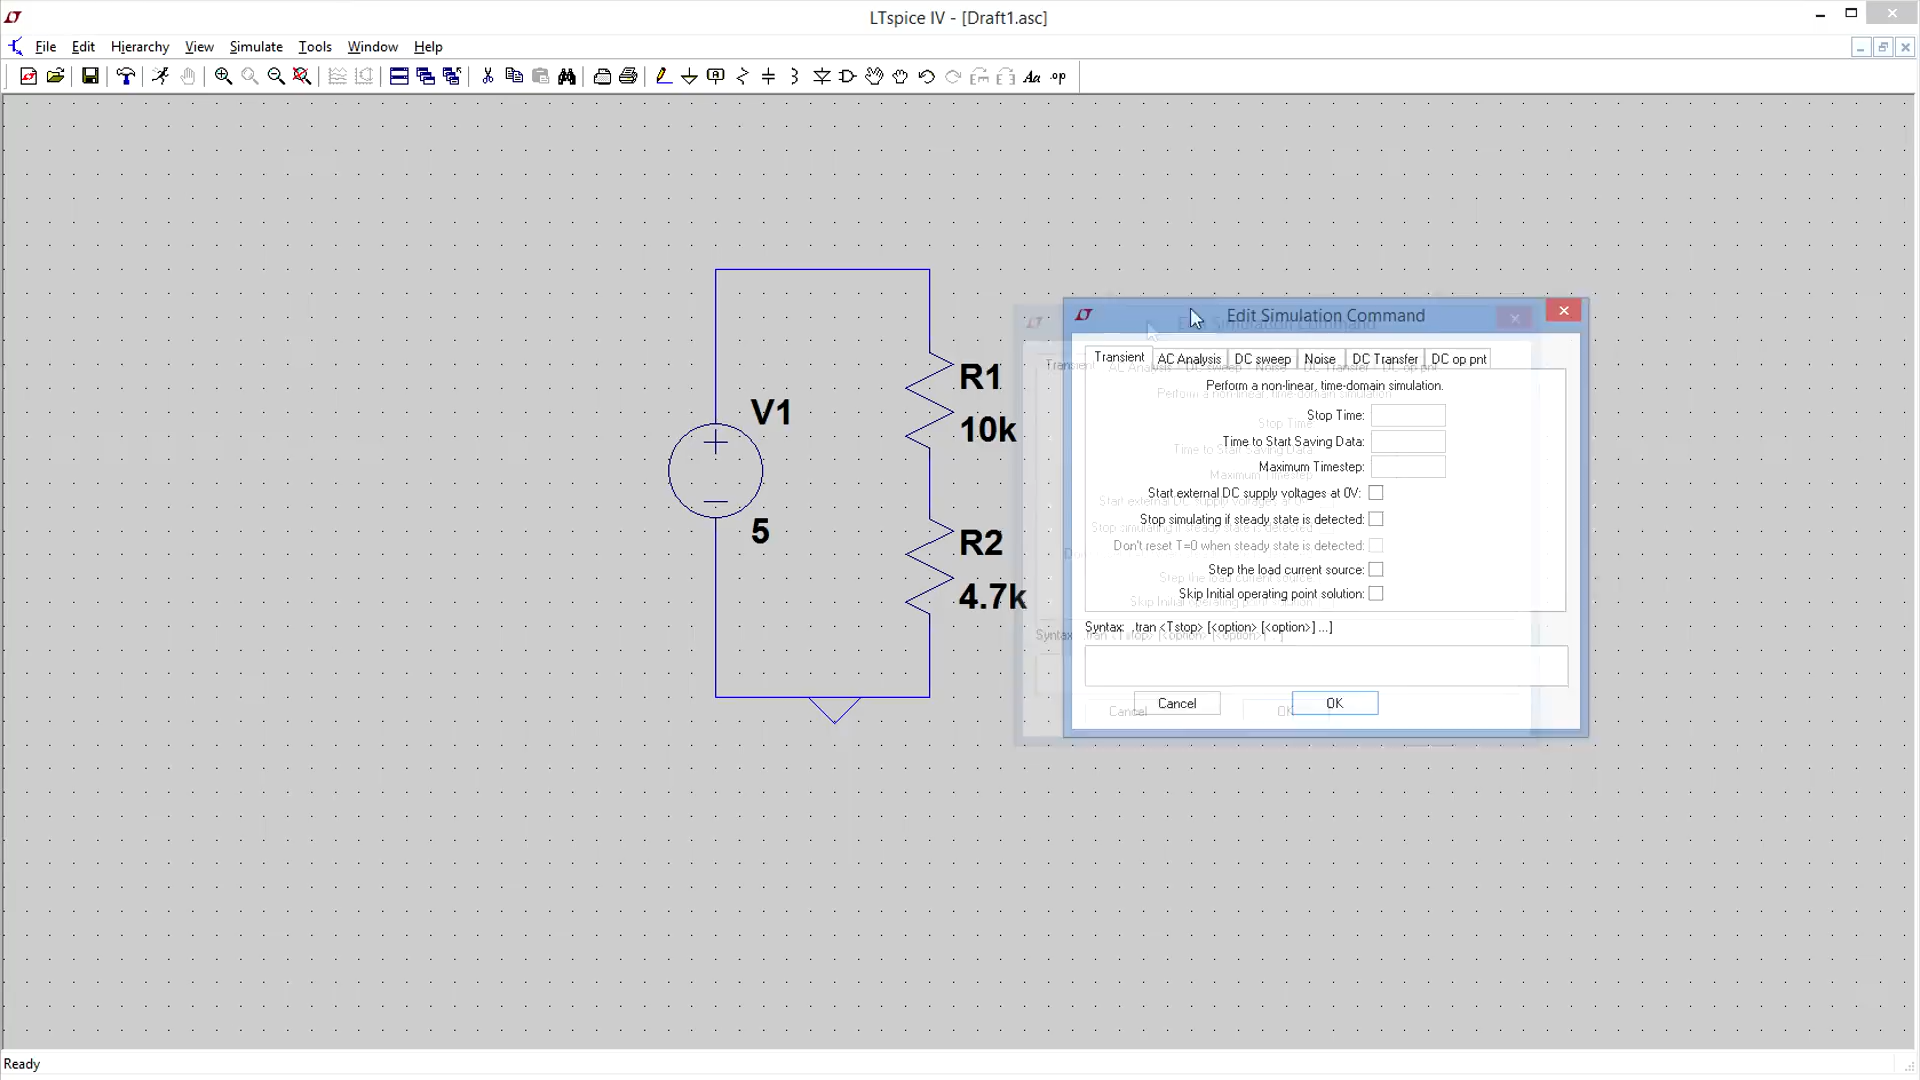 LTspice IV - [Draft1.asc]
File Edit Hierarchy View Simulate Tools Window Help
Aa .op
V1
5
R1
10k
R2
4.7k
Edit Simulation Command
Transient AC Analysis DC sweep Noise DC Transfer DC op pnt
Perform a non-linear, time-domain simulation.
Stop Time:
Time to Start Saving Data:
Maximum Timestep:
Start external DC supply voltages at 0V:
Stop simulating if steady state is detected:
Don't reset T=0 when steady state is detected:
Step the load current source:
Skip Initial operating point solution:
Syntax: .tran <Tstop> [<option> [<option>] ...]
Cancel OK
Ready